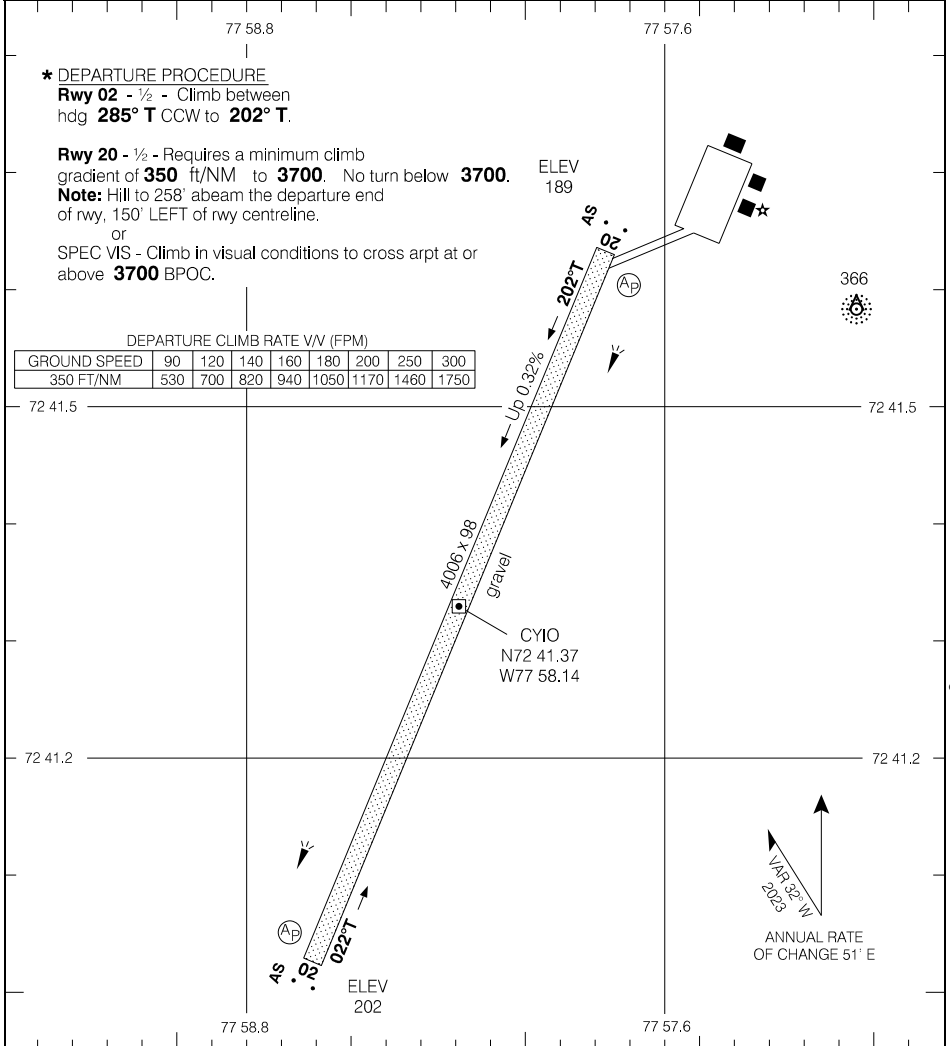 77 58.8 77 57.6
* DEPARTURE PROCEDURE
Rwy 02 - ½ - Climb between
hdg 285° T CCW to 202° T.
Rwy 20 - ½ - Requires a minimum climb
gradient of 350 ft/NM to 3700. No turn below 3700.
Note: Hill to 258' abeam the departure end
of rwy, 150' LEFT of rwy centreline.
or
SPEC VIS - Climb in visual conditions to cross arpt at or
above 3700 BPOC.
ELEV
189
AS
20
202°T
AP
366
DEPARTURE CLIMB RATE V/V (FPM)
GROUND SPEED 90 120 140 160 180 200 250 300
350 FT/NM 530 700 820 940 1050 1170 1460 1750
Up 0.32%
72 41.5 72 41.5
4006 x 98
gravel
CYIO
N72 41.37
W77 58.14
72 41.2 72 41.2
VAR 32° W
2023
ANNUAL RATE
OF CHANGE 51' E
AP
022°T
AS
02
ELEV
202
77 58.8 77 57.6